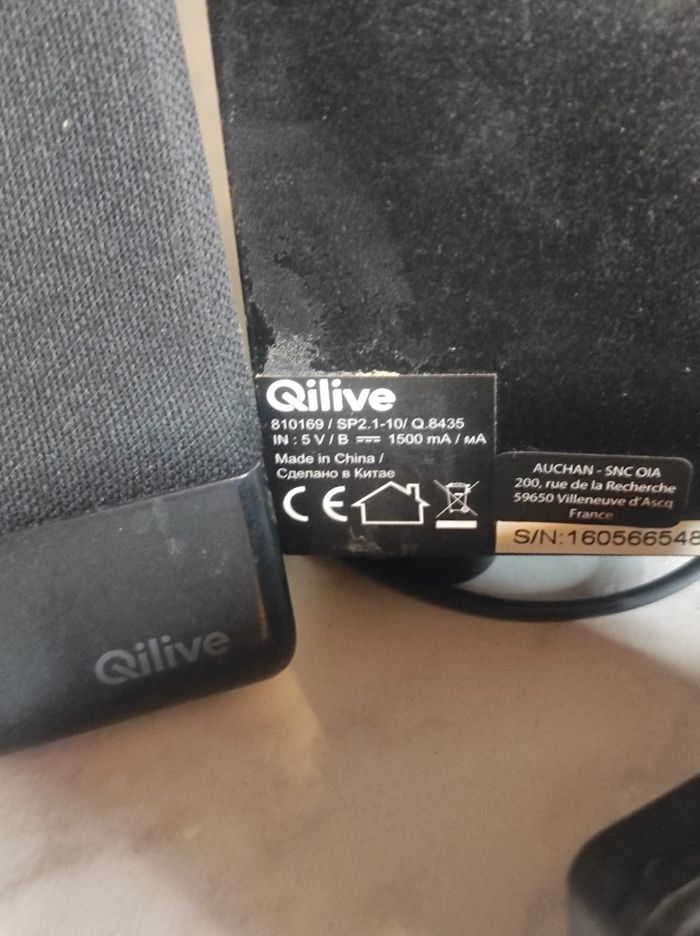 Qilive
810169 / SP2.1-10/ Q.8435
IN : 5 V / B ⎓ 1500 mA / мA
Made in China /
Сделано в Китае
CE
AUCHAN - SNC OIA
200, rue de la Recherche
59650 Villeneuve d'Ascq
France
S/N:160566548
Qilive